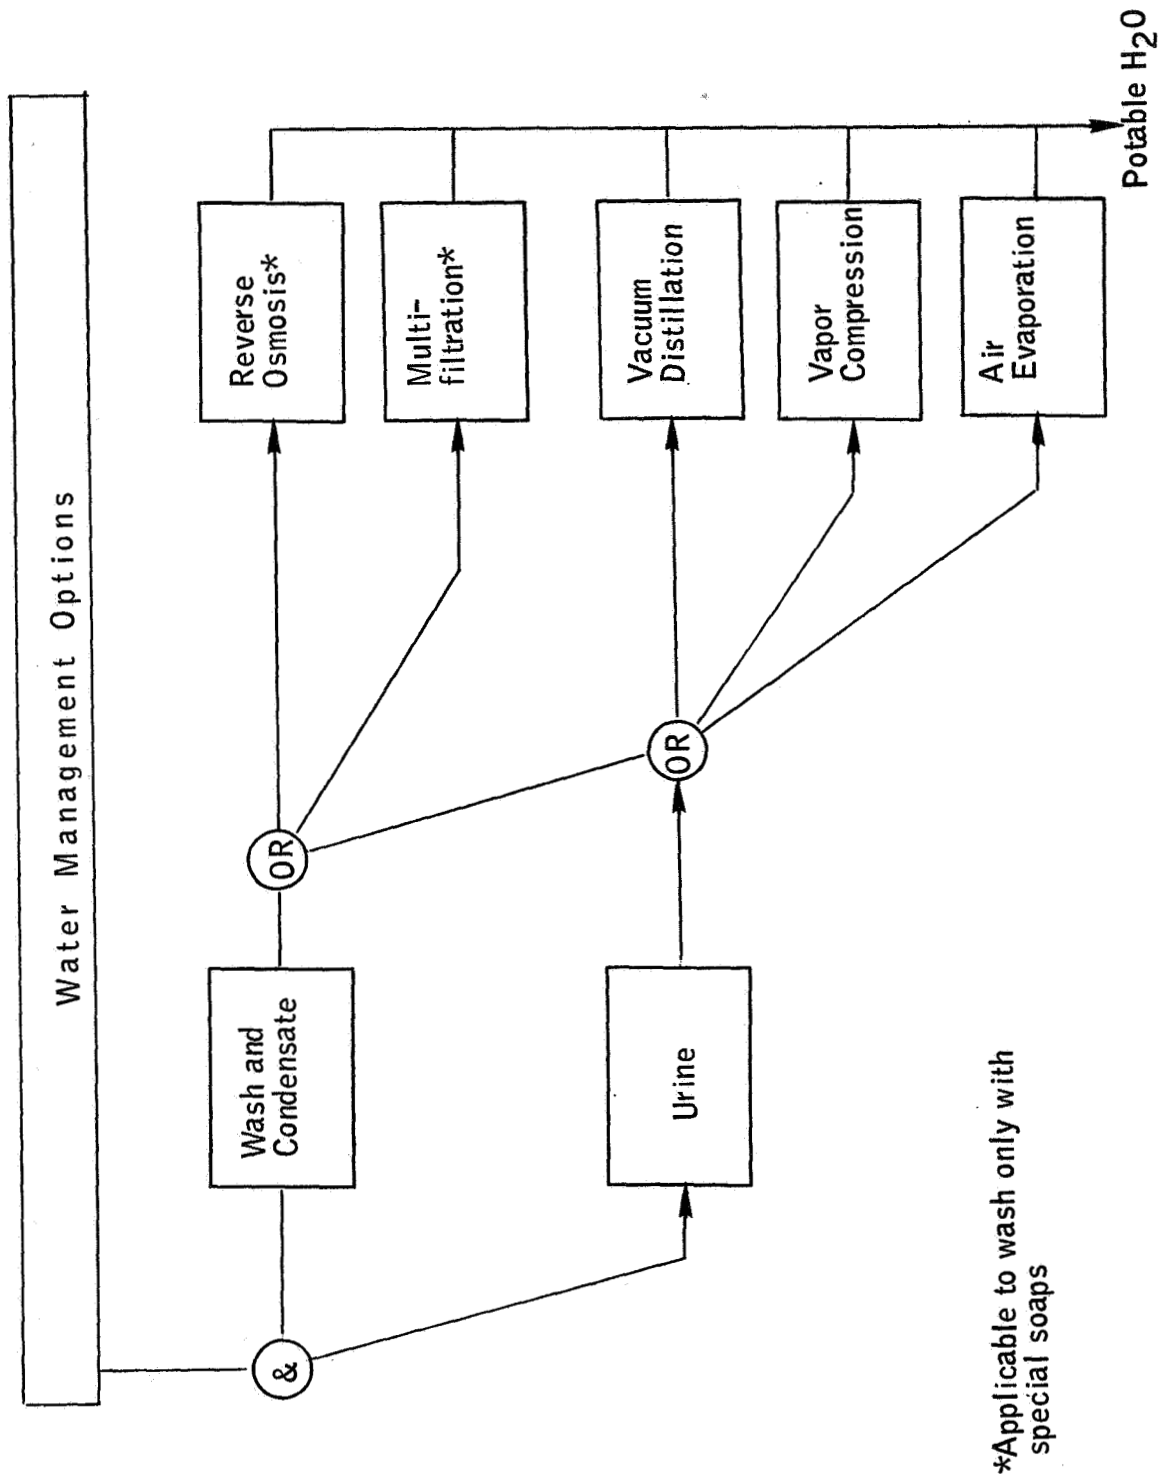 Water Management Options
&
Wash and
Condensate
OR
Reverse
Osmosis*
Multi-
filtration*
Urine
OR
Vacuum
Distillation
Vapor
Compression
Air
Evaporation
Potable H2O
*Applicable to wash only with
special soaps